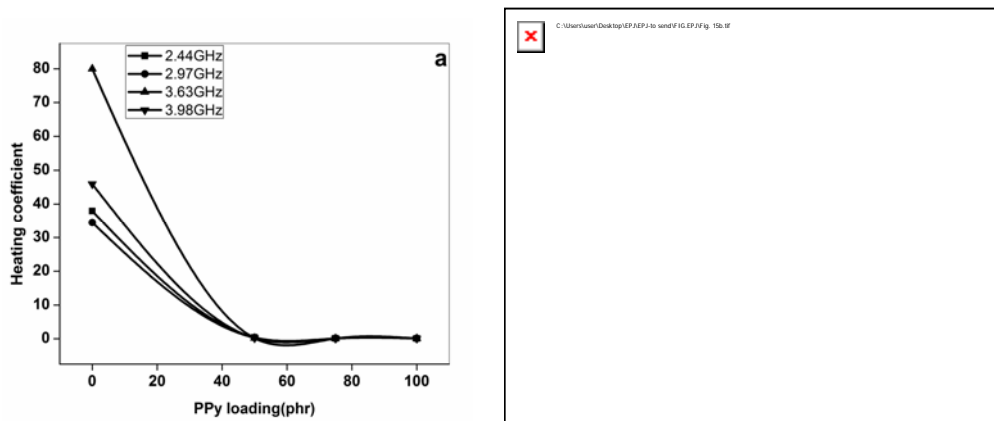 a
2.44GHz
2.97GHz
3.63GHz
3.98GHz
80
70
60
50
40
30
20
10
0
Heating coefficient
0 20 40 60 80 100
PPy loading(phr)
C:\Users\user\Desktop\EPJ\EPJ-to send\FIG.EPJ\Fig. 15b.tif